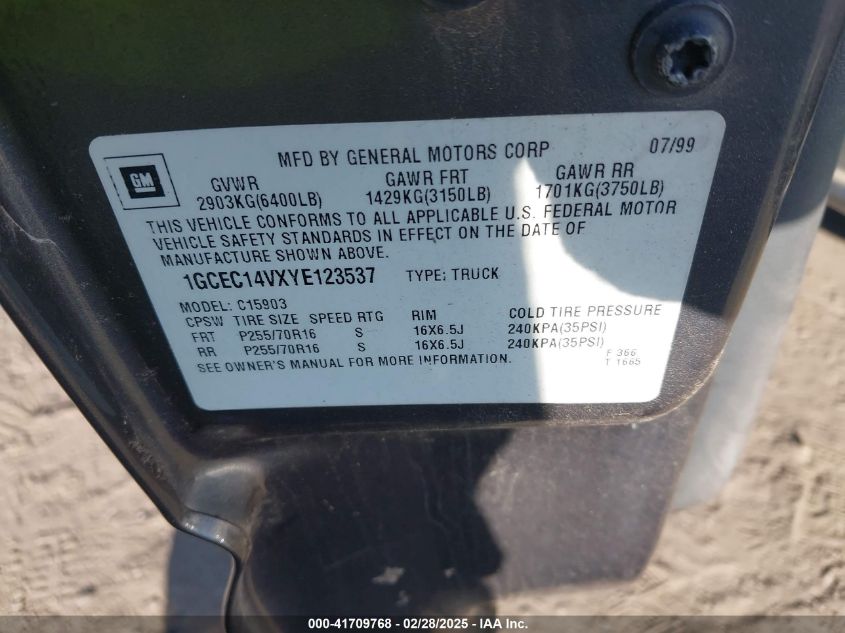 MFD BY GENERAL MOTORS CORP 07/99
GM
GVWR GAWR FRT GAWR RR
2903KG(6400LB) 1429KG(3150LB) 1701KG(3750LB)
THIS VEHICLE CONFORMS TO ALL APPLICABLE U.S. FEDERAL MOTOR
VEHICLE SAFETY STANDARDS IN EFFECT ON THE DATE OF
MANUFACTURE SHOWN ABOVE.
1GCEC14VXYE123537 TYPE: TRUCK
MODEL: C15903
CPSW TIRE SIZE SPEED RTG RIM COLD TIRE PRESSURE
FRT P255/70R16 S 16X6.5J 240KPA(35PSI)
RR P255/70R16 S 16X6.5J 240KPA(35PSI)
SEE OWNER'S MANUAL FOR MORE INFORMATION.
F 366
T 1665
000-41709768 - 02/28/2025 - IAA Inc.